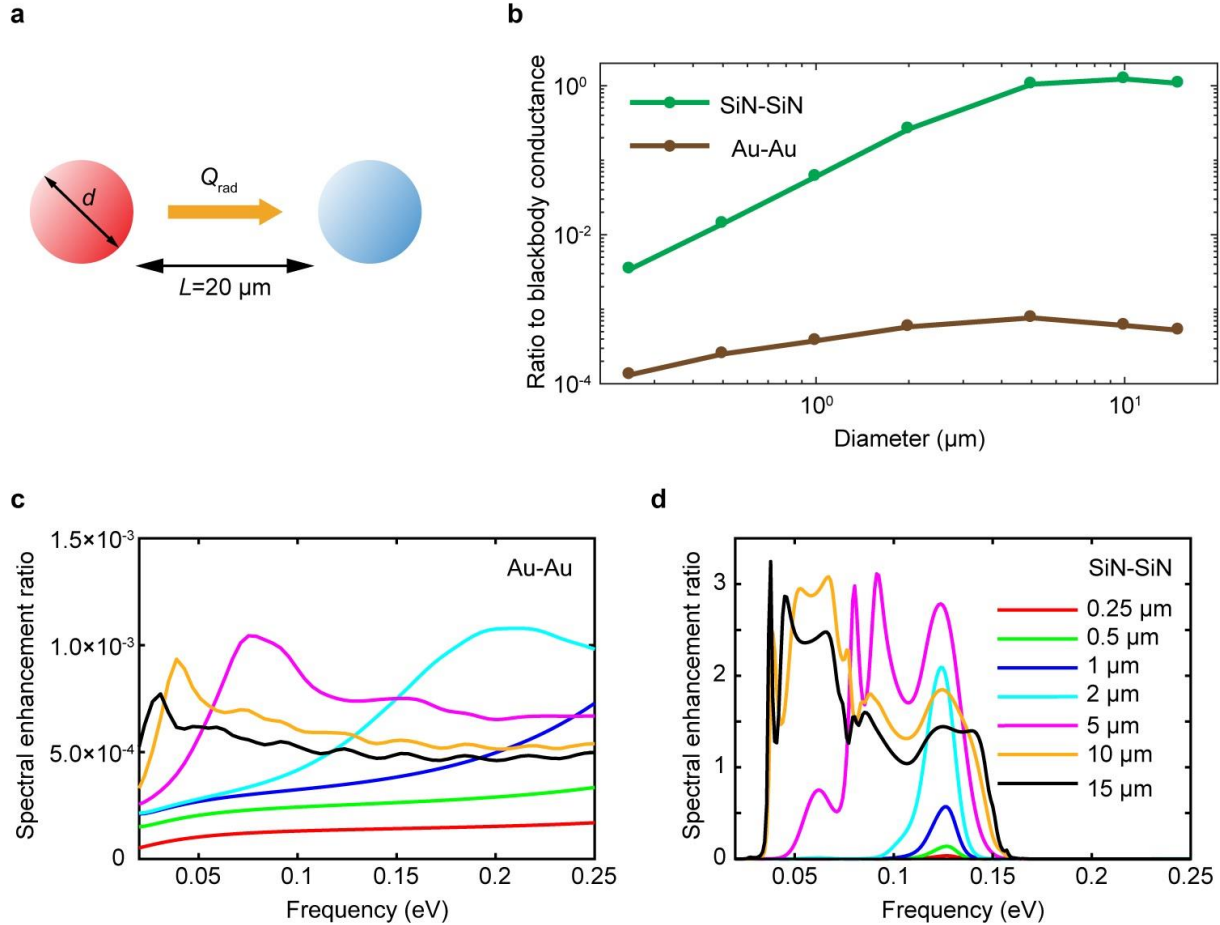 a
d
Q_rad
L=20 µm
b
Ratio to blackbody conductance
10^0
10^-2
10^-4
SiN-SiN
Au-Au
10^0
10^1
Diameter (µm)
c
Spectral enhancement ratio
1.5×10^-3
1.0×10^-3
5.0×10^-4
0
Au-Au
0.05
0.1
0.15
0.2
0.25
Frequency (eV)
d
Spectral enhancement ratio
3
2
1
0
SiN-SiN
0.25 µm
0.5 µm
1 µm
2 µm
5 µm
10 µm
15 µm
0.05
0.1
0.15
0.2
0.25
Frequency (eV)